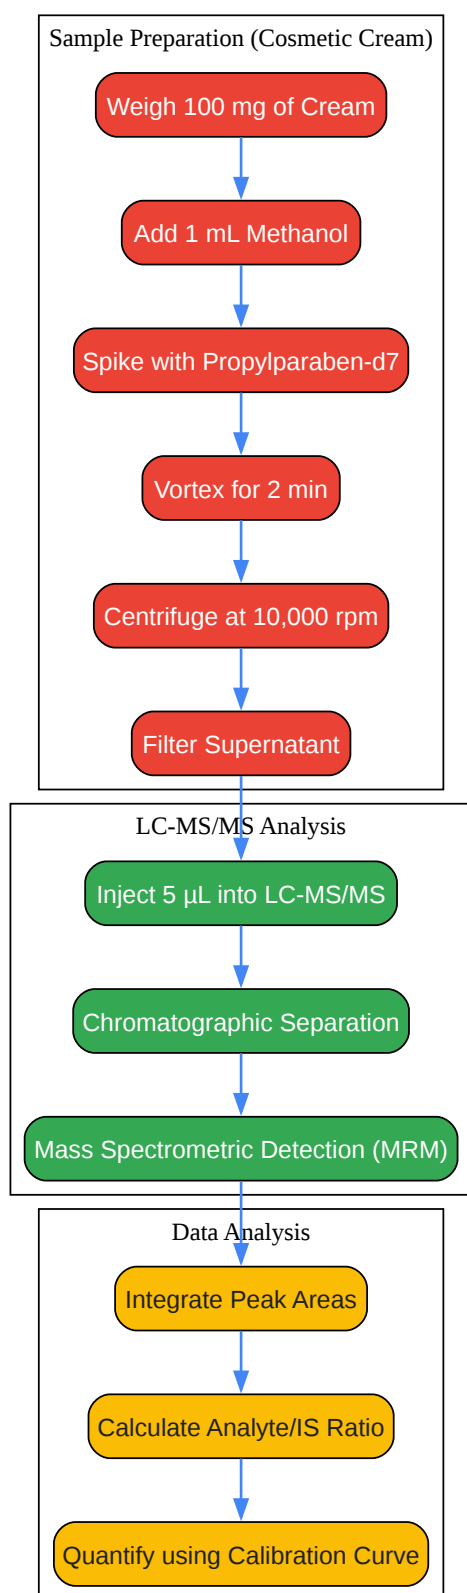 Sample Preparation (Cosmetic Cream)
Weigh 100 mg of Cream
Add 1 mL Methanol
Spike with Propylparaben-d7
Vortex for 2 min
Centrifuge at 10,000 rpm
Filter Supernatant
LC-MS/MS Analysis
Inject 5 µL into LC-MS/MS
Chromatographic Separation
Mass Spectrometric Detection (MRM)
Data Analysis
Integrate Peak Areas
Calculate Analyte/IS Ratio
Quantify using Calibration Curve